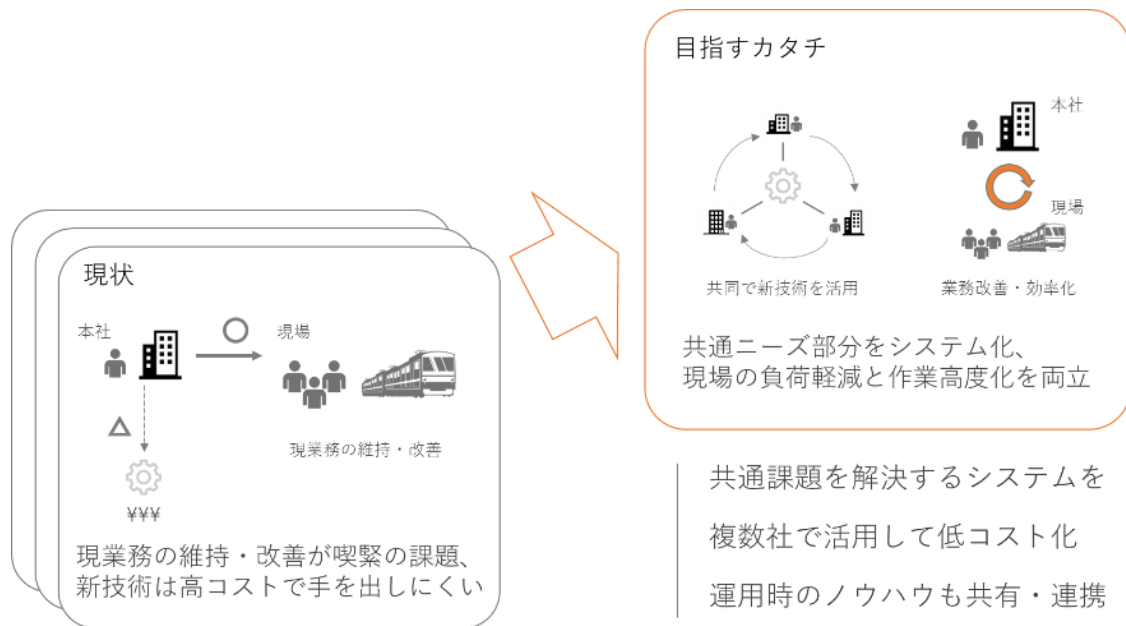 現状
本社
○
現場
△
¥¥¥
現業務の維持・改善
現業務の維持・改善が喫緊の課題、
新技術は高コストで手を出しにくい
目指すカタチ
共同で新技術を活用
本社
現場
業務改善・効率化
共通ニーズ部分をシステム化、
現場の負荷軽減と作業高度化を両立
共通課題を解決するシステムを
複数社で活用して低コスト化
運用時のノウハウも共有・連携